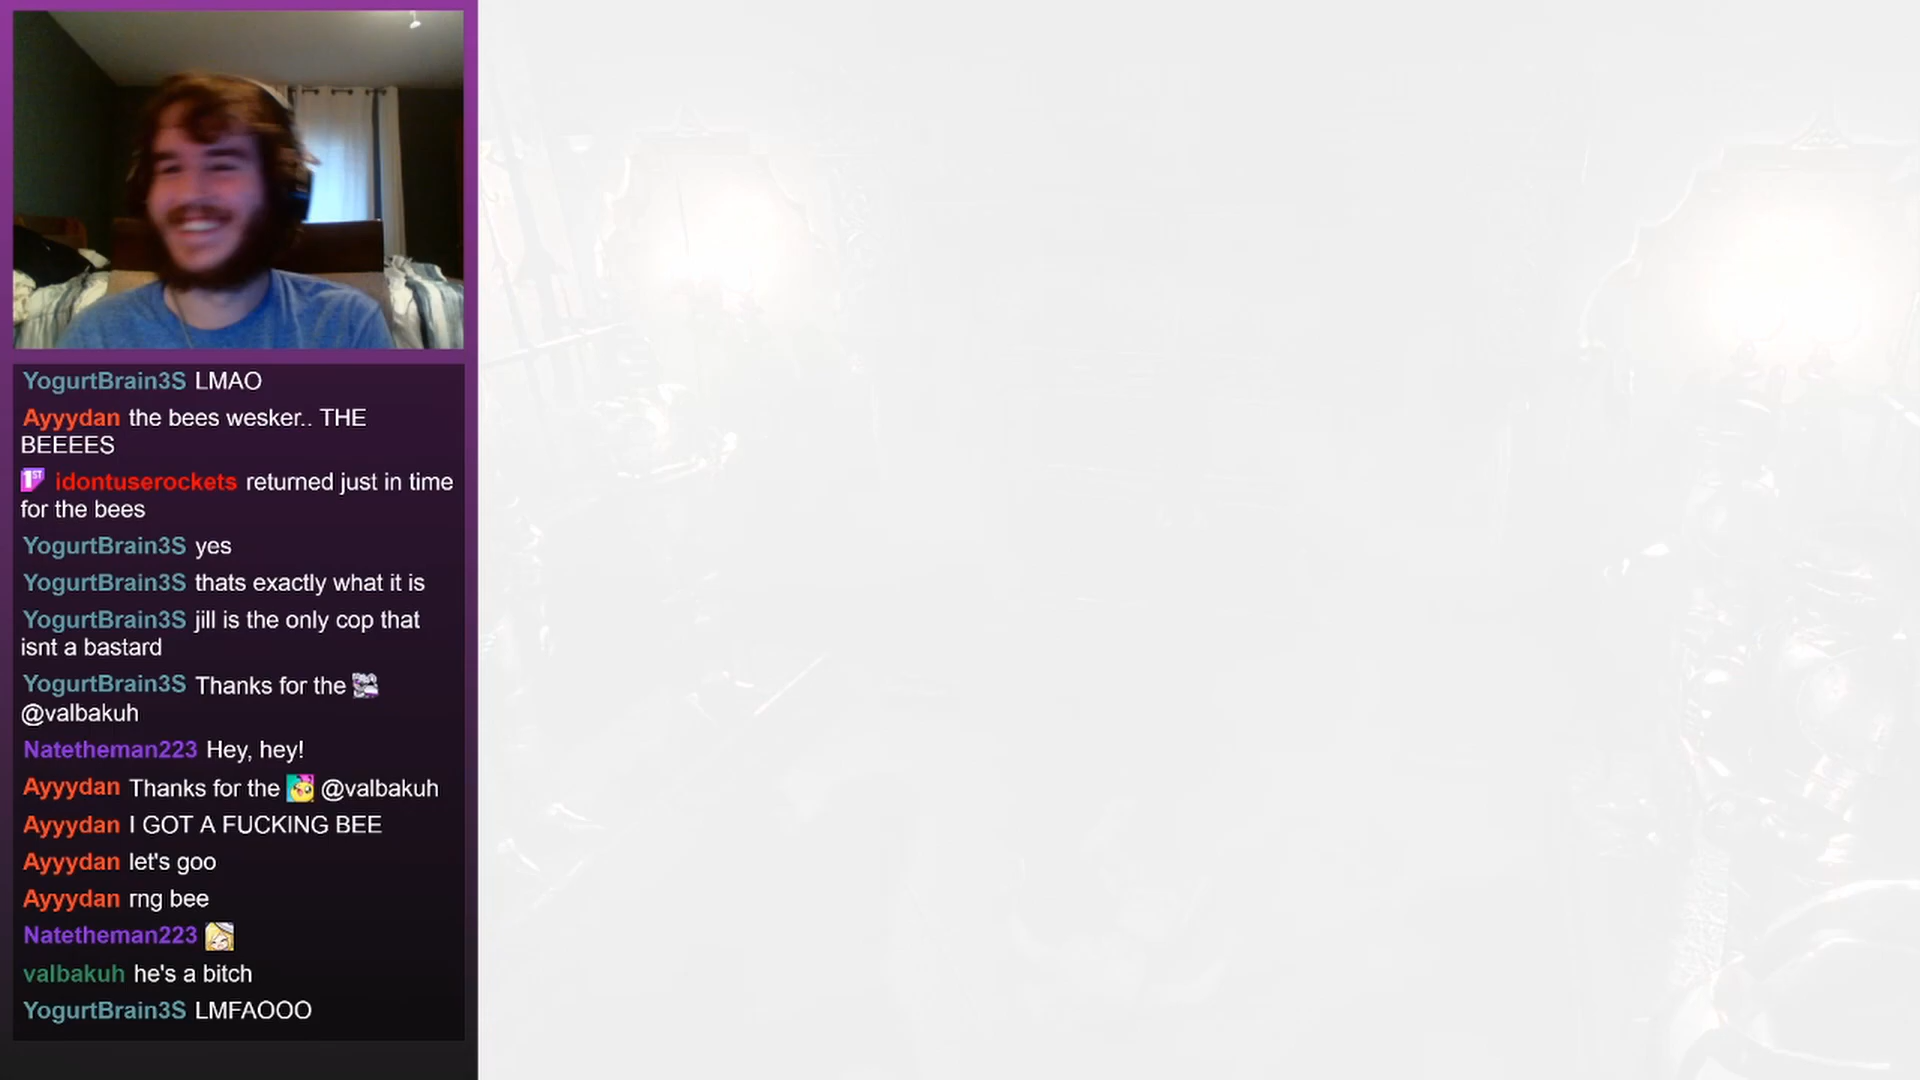 YogurtBrain3S LMAO
Ayyydan the bees wesker.. THE
BEEEES
1ST idontuserockets returned just in time
for the bees
YogurtBrain3S yes
YogurtBrain3S thats exactly what it is
YogurtBrain3S jill is the only cop that
isnt a bastard
YogurtBrain3S Thanks for the
@valbakuh
Natetheman223 Hey, hey!
Ayyydan Thanks for the @valbakuh
Ayyydan I GOT A FUCKING BEE
Ayyydan let's goo
Ayyydan rng bee
Natetheman223
valbakuh he's a bitch
YogurtBrain3S LMFAOOO